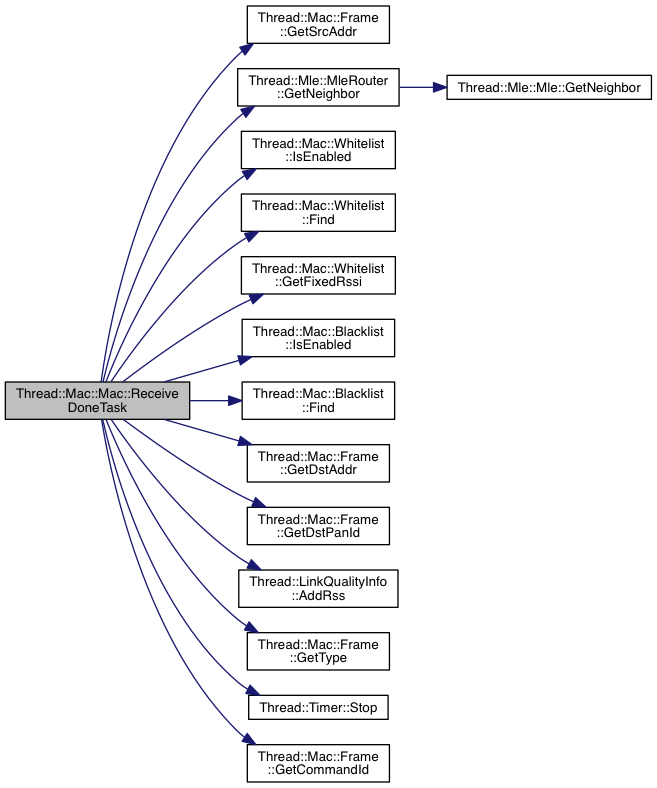 Thread::Mac::Frame
::GetSrcAddr
Thread::Mle::MleRouter
::GetNeighbor
Thread::Mle::Mle::GetNeighbor
Thread::Mac::Whitelist
::IsEnabled
Thread::Mac::Whitelist
::Find
Thread::Mac::Whitelist
::GetFixedRssi
Thread::Mac::Blacklist
::IsEnabled
Thread::Mac::Mac::Receive
DoneTask
Thread::Mac::Blacklist
::Find
Thread::Mac::Frame
::GetDstAddr
Thread::Mac::Frame
::GetDstPanId
Thread::LinkQualityInfo
::AddRss
Thread::Mac::Frame
::GetType
Thread::Timer::Stop
Thread::Mac::Frame
::GetCommandId